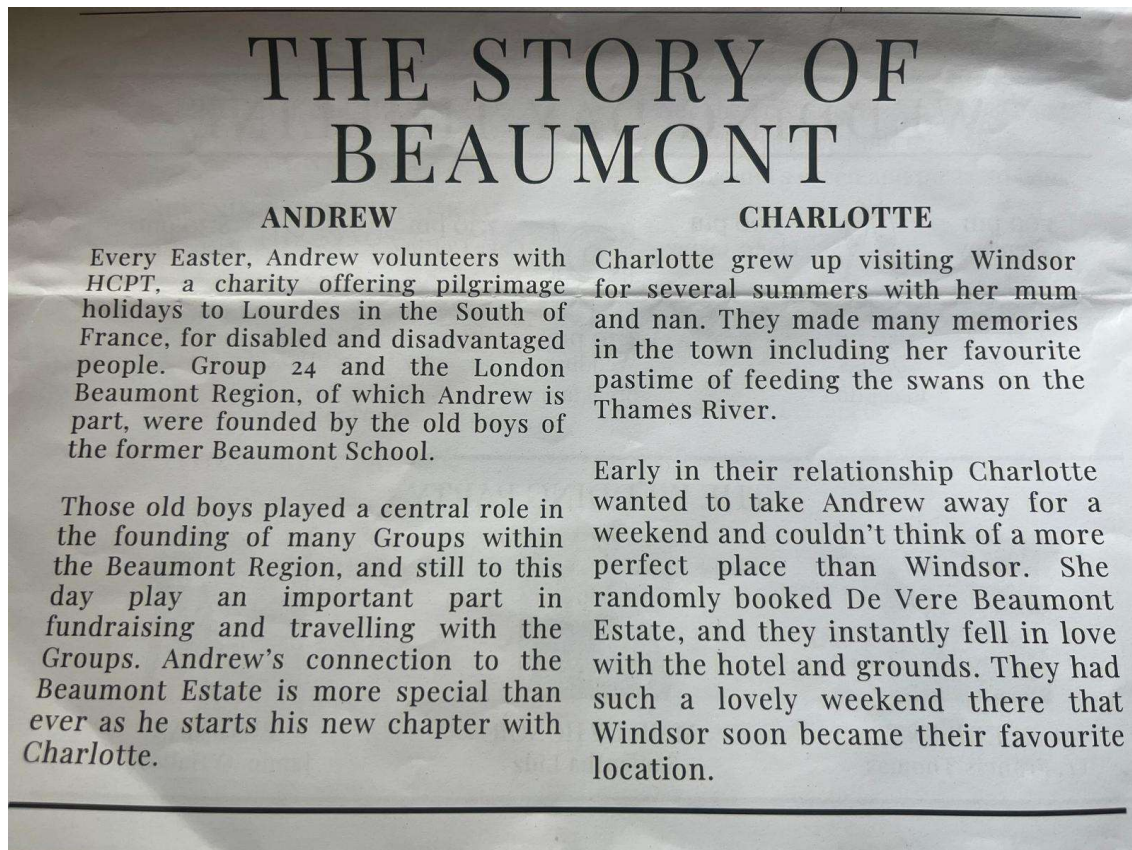 THE STORY OF
BEAUMONT
ANDREW
Every Easter, Andrew volunteers with
HCPT, a charity offering pilgrimage
holidays to Lourdes in the South of
France, for disabled and disadvantaged
people. Group 24 and the London
Beaumont Region, of which Andrew is
part, were founded by the old boys of
the former Beaumont School.
Those old boys played a central role in
the founding of many Groups within
the Beaumont Region, and still to this
day play an important part in
fundraising and travelling with the
Groups. Andrew's connection to the
Beaumont Estate is more special than
ever as he starts his new chapter with
Charlotte.
CHARLOTTE
Charlotte grew up visiting Windsor
for several summers with her mum
and nan. They made many memories
in the town including her favourite
pastime of feeding the swans on the
Thames River.
Early in their relationship Charlotte
wanted to take Andrew away for a
weekend and couldn't think of a more
perfect place than Windsor. She
randomly booked De Vere Beaumont
Estate, and they instantly fell in love
with the hotel and grounds. They had
such a lovely weekend there that
Windsor soon became their favourite
location.